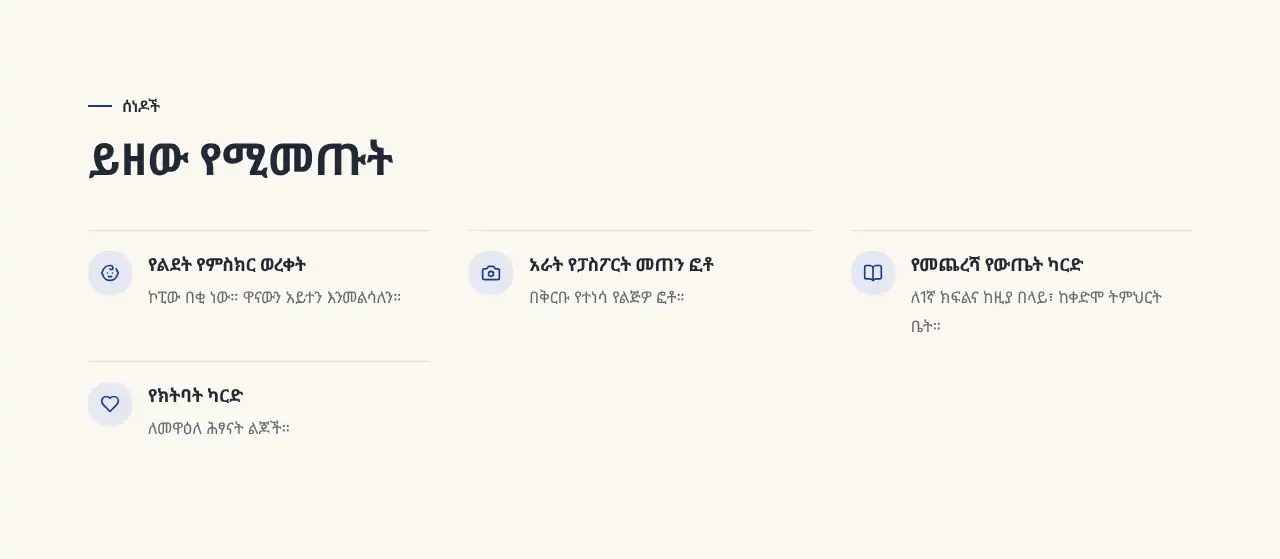 ሰነዶች
ይዘው የሚመጡት
የልደት የምስክር ወረቀት
ኮፒው በቂ ነው። ዋናውን አይተን እንመልሳለን።
አራት የፓስፖርት መጠን ፎቶ
በቅርቡ የተነሳ የልጅዎ ፎቶ።
የመጨረሻ የውጤት ካርድ
ለ1ኛ ክፍልና ከዚያ በላይ፣ ከቀድሞ ትምህርት
ቤት።
የክትባት ካርድ
ለመዋዕለ ሕፃናት ልጆች።